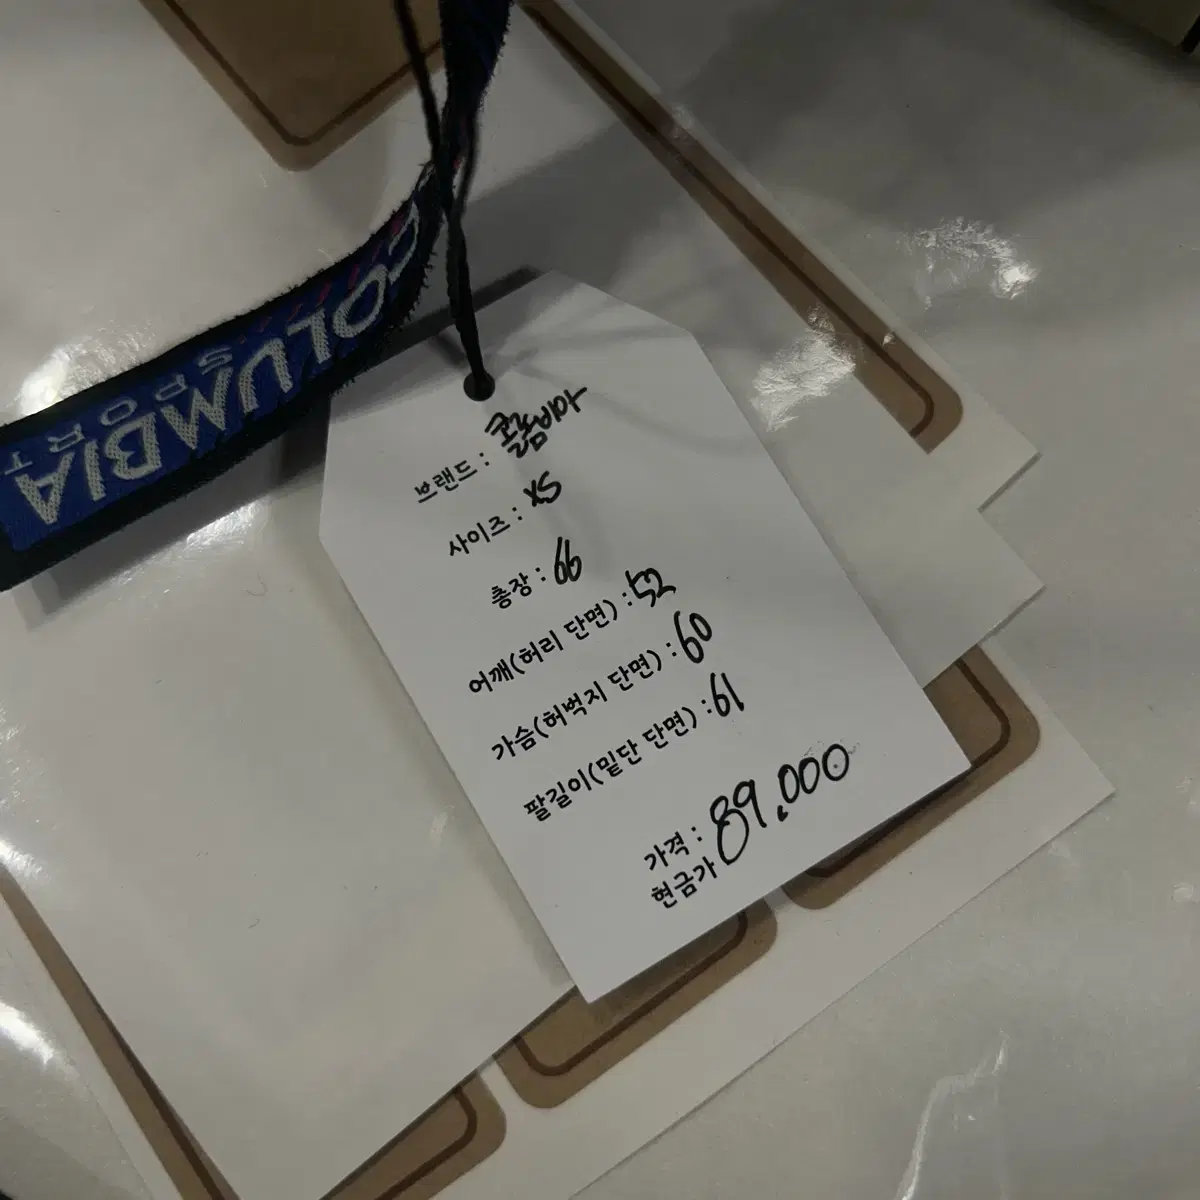 COLUMBIA
SPORT
브랜드 : 콜롬비아
사이즈 : XS
총장 : 66
어깨(허리 단면) : 52
가슴(허벅지 단면) : 60
팔길이(밑단 단면) : 61
가격 : 89,000
현금가